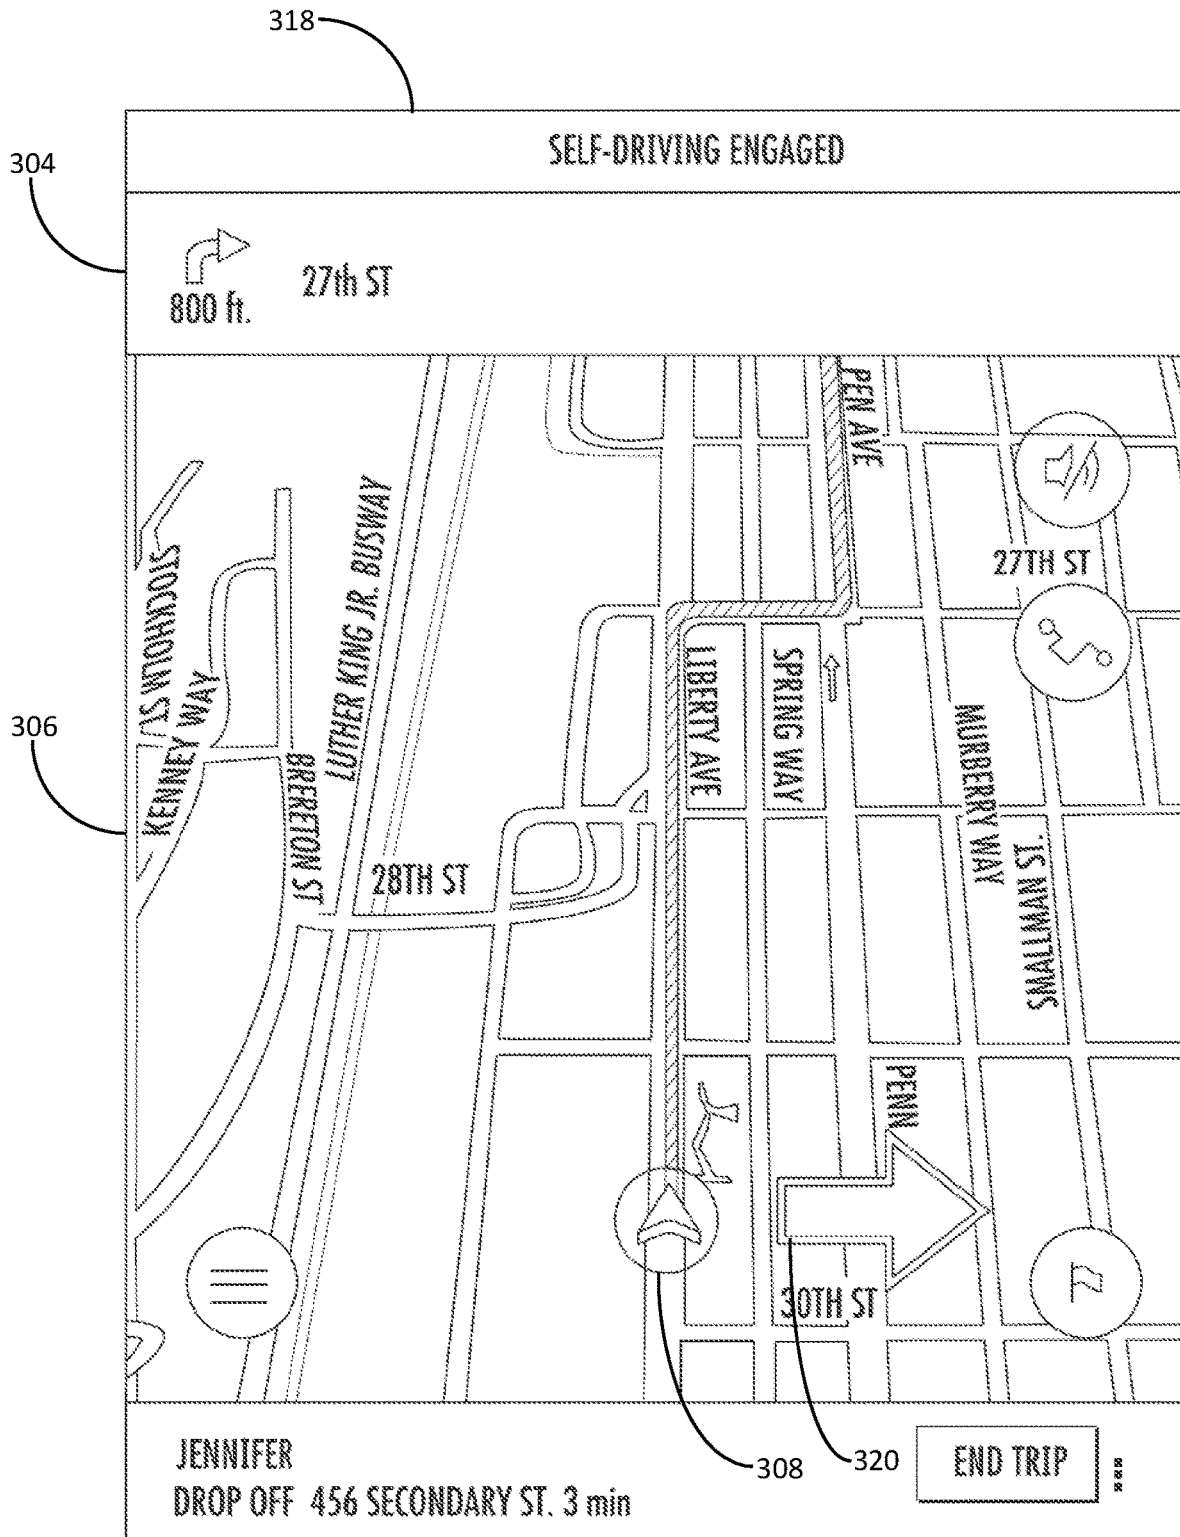 318
SELF-DRIVING ENGAGED
304
800 ft.
27th ST
PEN AVE
27TH ST
STOCKHOLM ST
KENNEY WAY
LUTHER KING JR. BUSWAY
BRERETON ST
LIBERTY AVE
SPRING WAY
306
28TH ST
MURBERRY WAY
SMALTMAN ST.
PENN
30TH ST
308
320
JENNIFER
DROP OFF 456 SECONDARY ST. 3 min
END TRIP